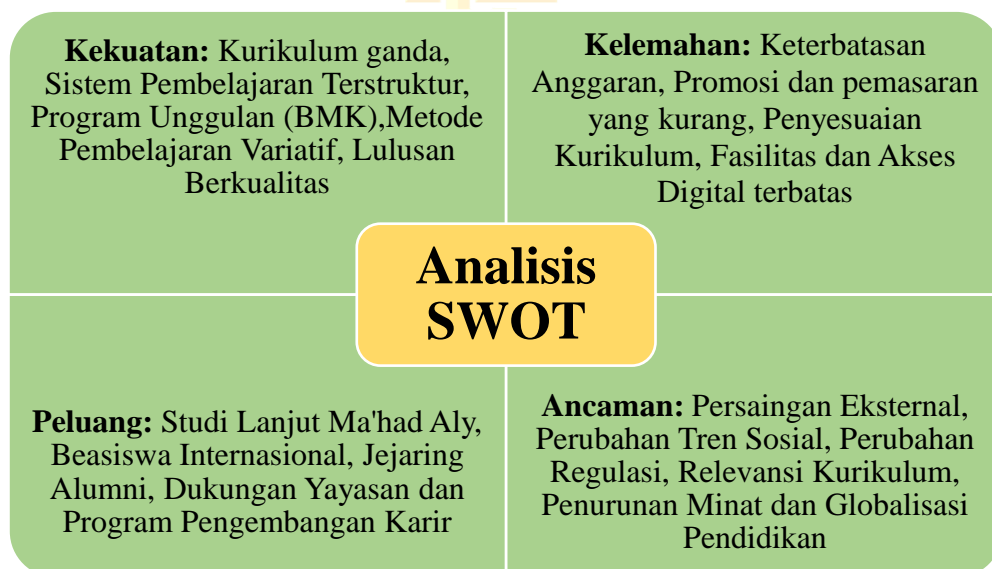 Kekuatan: Kurikulum ganda,
Sistem Pembelajaran Terstruktur,
Program Unggulan (BMK),Metode
Pembelajaran Variatif, Lulusan
Berkualitas
Kelemahan: Keterbatasan
Anggaran, Promosi dan pemasaran
yang kurang, Penyesuaian
Kurikulum, Fasilitas dan Akses
Digital terbatas
Analisis
SWOT
Peluang: Studi Lanjut Ma'had Aly,
Beasiswa Internasional, Jejaring
Alumni, Dukungan Yayasan dan
Program Pengembangan Karir
Ancaman: Persaingan Eksternal,
Perubahan Tren Sosial, Perubahan
Regulasi, Relevansi Kurikulum,
Penurunan Minat dan Globalisasi
Pendidikan